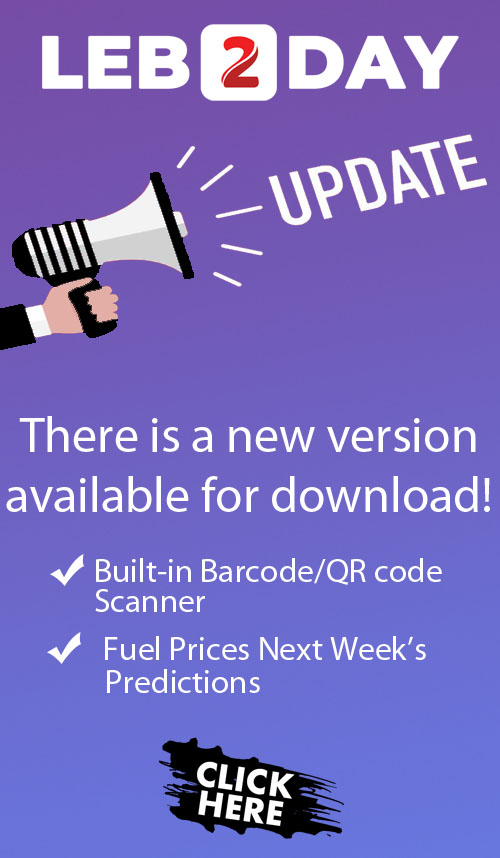 LEB2DAY
UPDATE
There is a new version
available for download!
Built-in Barcode/QR code
Scanner
Fuel Prices Next Week’s
Predictions
CLICK
HERE